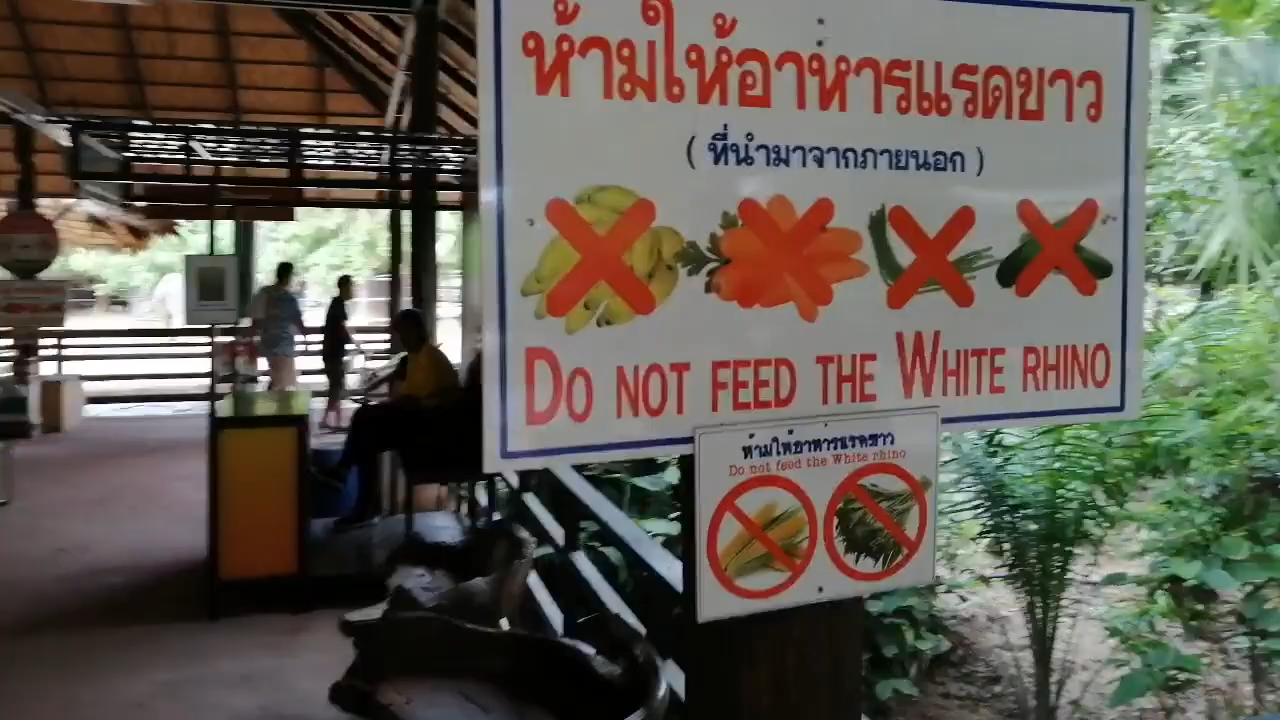 ห้ามให้อาหารแรดขาว
( ที่นำมาจากภายนอก )
DO NOT FEED THE WHITE RHINO
ห้ามให้อาหารแรดขาว
Do not feed the White rhino